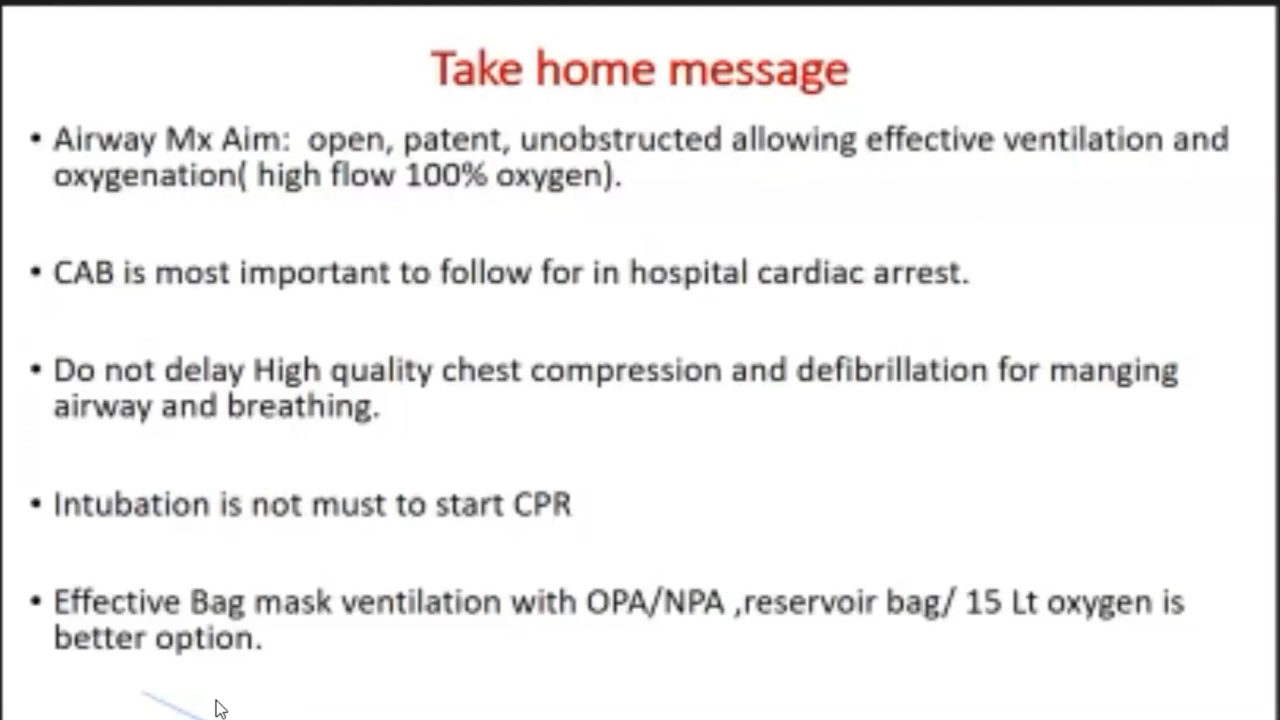 Take home message
• Airway Mx Aim:  open, patent, unobstructed allowing effective ventilation and
oxygenation( high flow 100% oxygen).
• CAB is most important to follow for in hospital cardiac arrest.
• Do not delay High quality chest compression and defibrillation for manging
airway and breathing.
• Intubation is not must to start CPR
• Effective Bag mask ventilation with OPA/NPA ,reservoir bag/ 15 Lt oxygen is
better option.